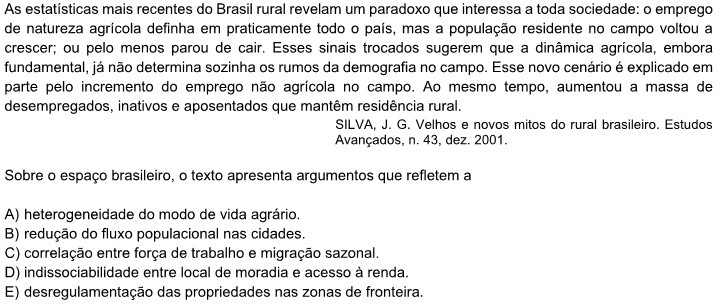 As estatísticas mais recentes do Brasil rural revelam um paradoxo que interessa a toda sociedade: o emprego
de natureza agrícola definha em praticamente todo o país, mas a população residente no campo voltou a
crescer; ou pelo menos parou de cair. Esses sinais trocados sugerem que a dinâmica agrícola, embora
fundamental, já não determina sozinha os rumos da demografia no campo. Esse novo cenário é explicado em
parte pelo incremento do emprego não agrícola no campo. Ao mesmo tempo, aumentou a massa de
desempregados, inativos e aposentados que mantêm residência rural.
SILVA, J. G. Velhos e novos mitos do rural brasileiro. Estudos
Avançados, n. 43, dez. 2001.
Sobre o espaço brasileiro, o texto apresenta argumentos que refletem a
A) heterogeneidade do modo de vida agrário.
B) redução do fluxo populacional nas cidades.
C) correlação entre força de trabalho e migração sazonal.
D) indissociabilidade entre local de moradia e acesso à renda.
E) desregulamentação das propriedades nas zonas de fronteira.